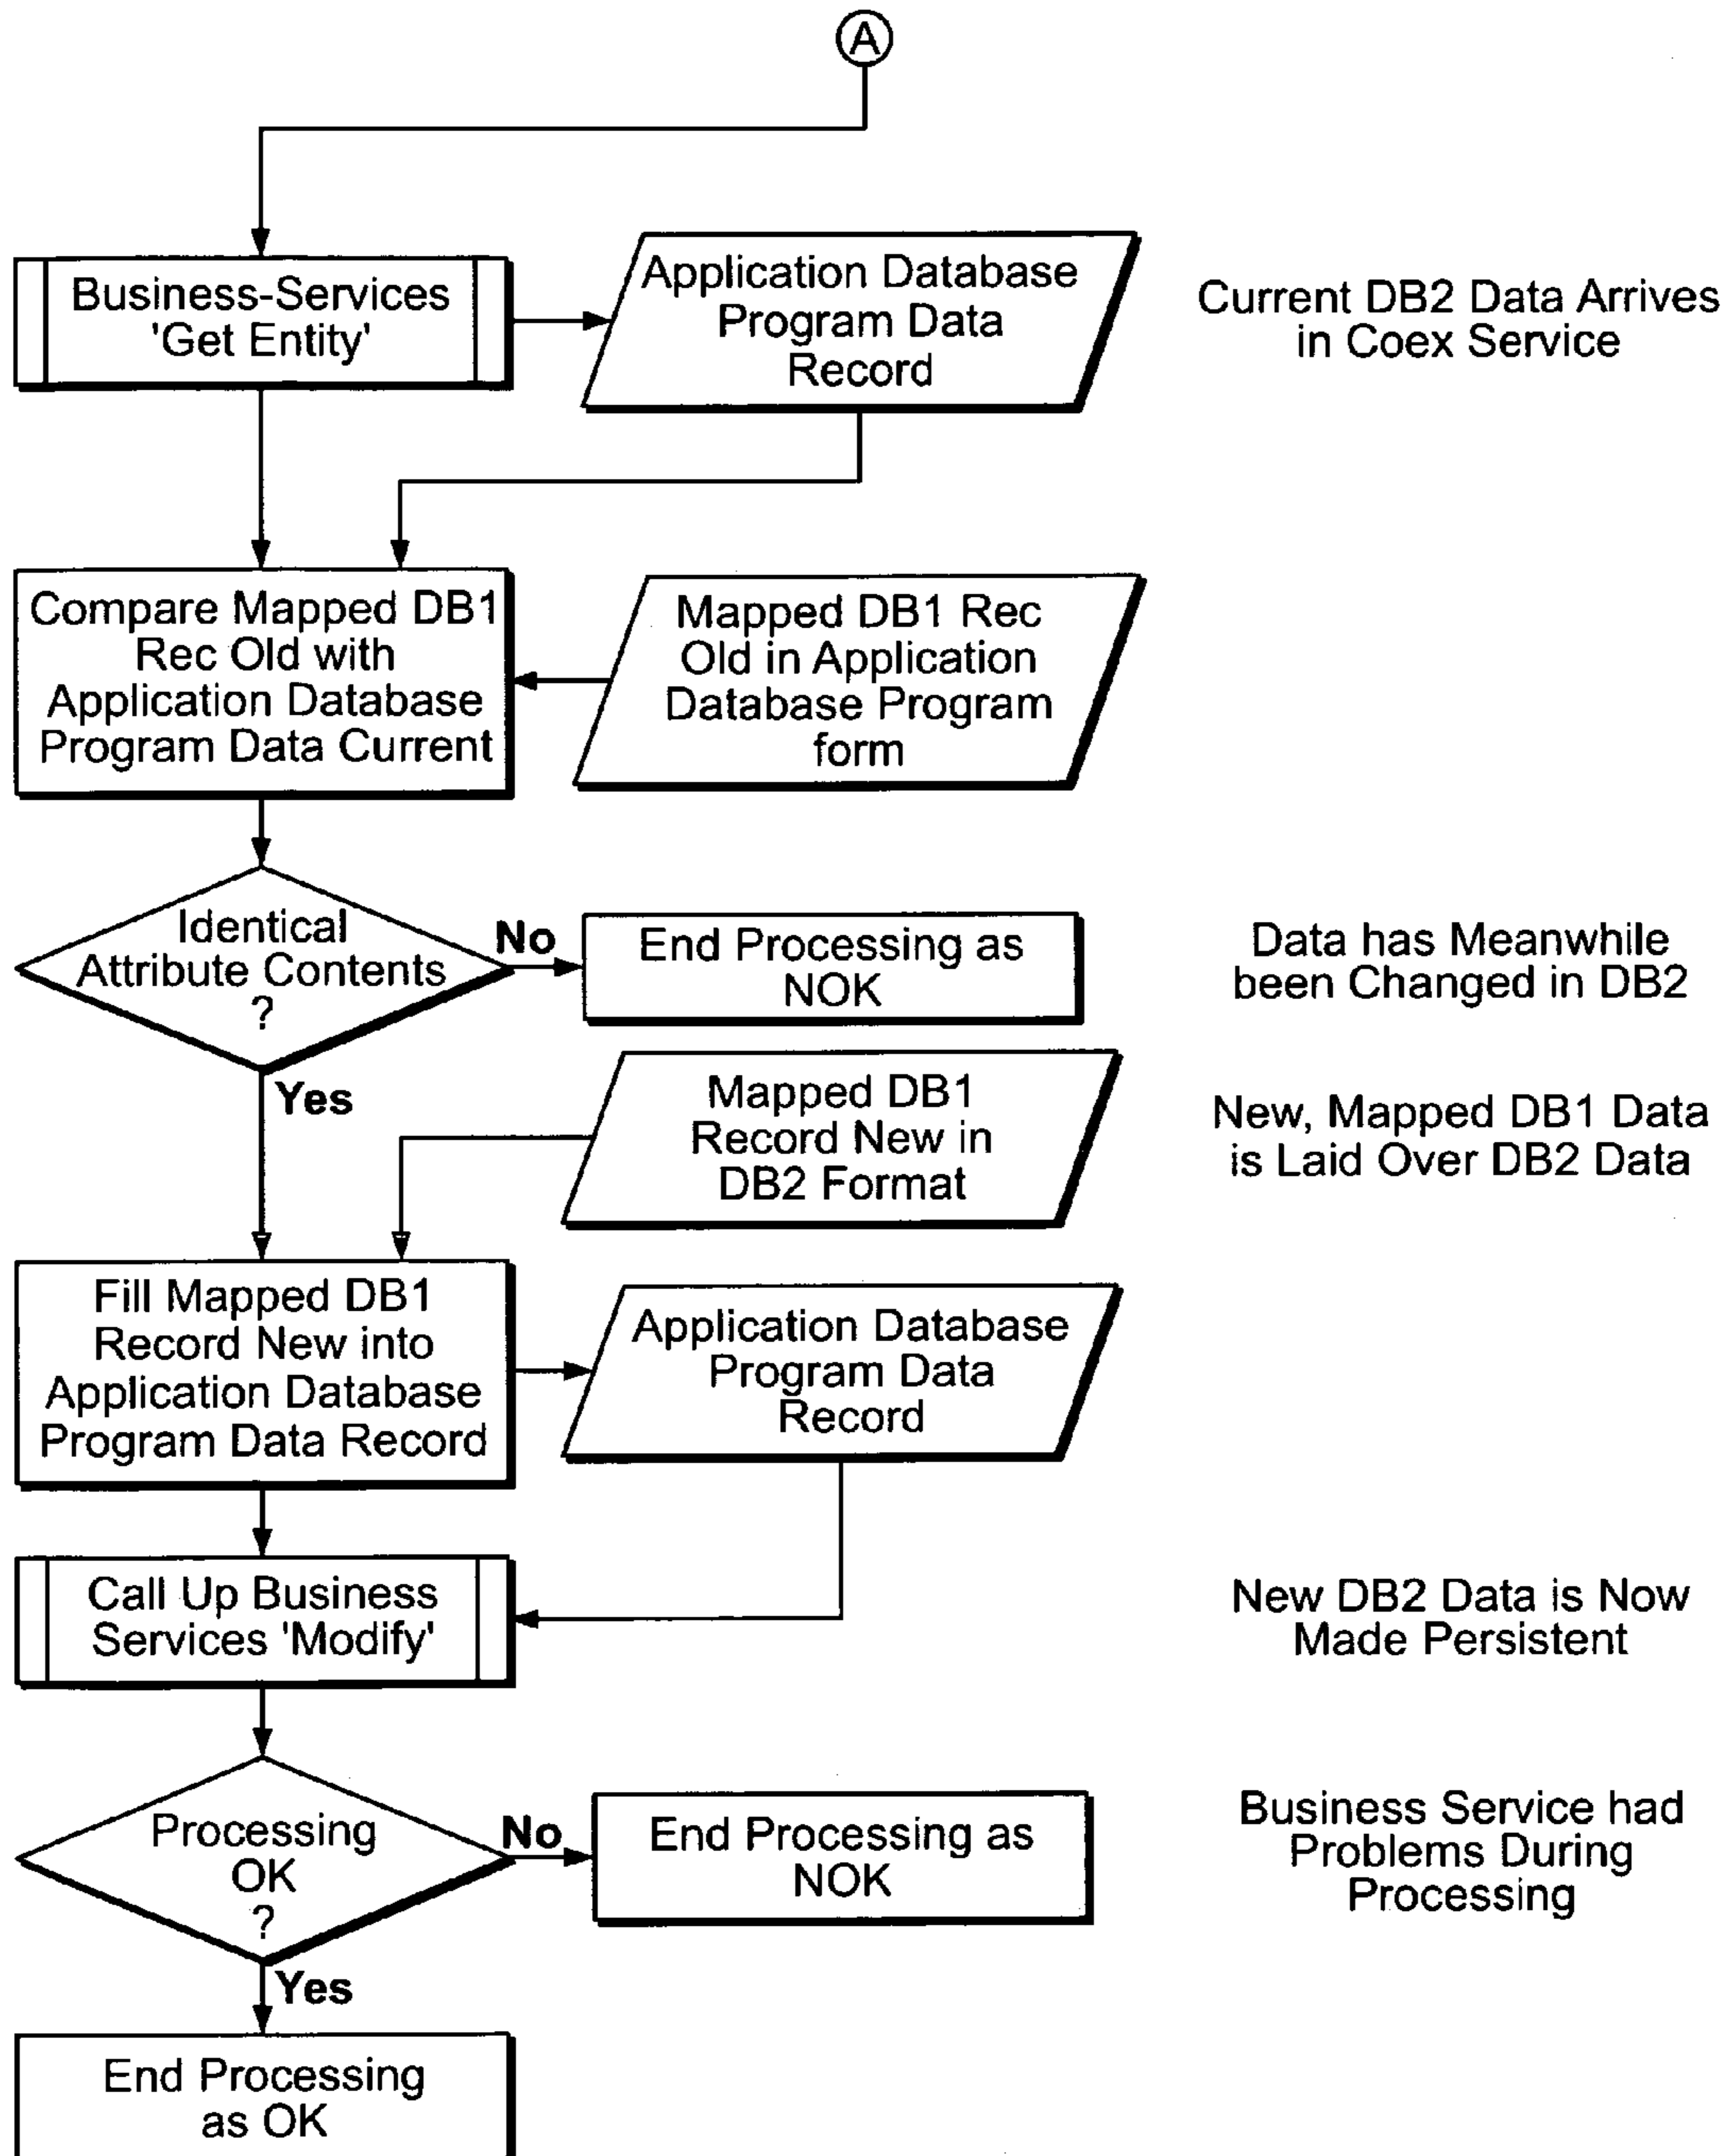 A
Business-Services
'Get Entity'
Application Database
Program Data
Record
Current DB2 Data Arrives
in Coex Service
Compare Mapped DB1
Rec Old with
Application Database
Program Data Current
Mapped DB1 Rec
Old in Application
Database Program
form
Identical
Attribute Contents
?
No
End Processing as
NOK
Data has Meanwhile
been Changed in DB2
Yes
Mapped DB1
Record New in
DB2 Format
New, Mapped DB1 Data
is Laid Over DB2 Data
Fill Mapped DB1
Record New into
Application Database
Program Data Record
Application Database
Program Data
Record
Call Up Business
Services 'Modify'
New DB2 Data is Now
Made Persistent
Processing
OK
?
No
End Processing as
NOK
Business Service had
Problems During
Processing
Yes
End Processing
as OK